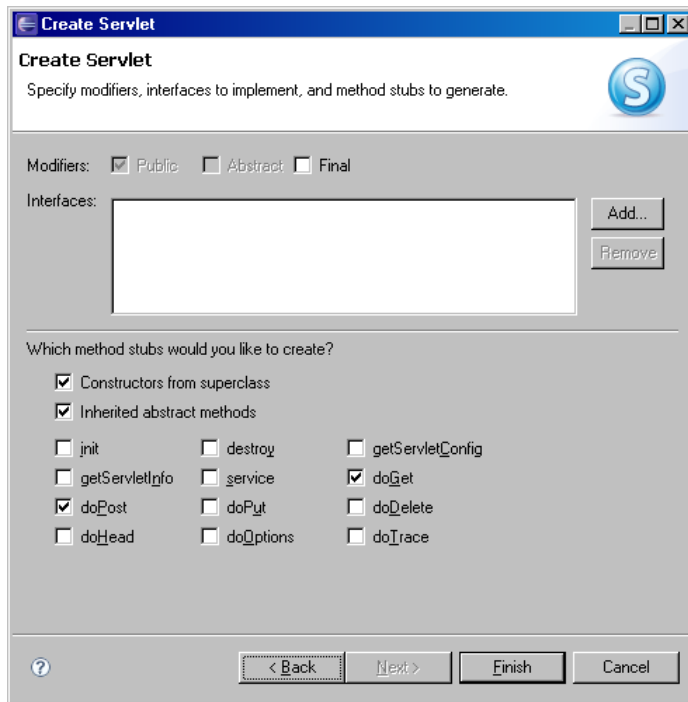 Create Servlet
Create Servlet
Specify modifiers, interfaces to implement, and method stubs to generate.
S
Modifiers: Public Abstract Final
Interfaces:
Add...
Remove
Which method stubs would you like to create?
Constructors from superclass
Inherited abstract methods
init destroy getServletConfig
getServletInfo service doGet
doPost doPut doDelete
doHead doOptions doTrace
? < Back Next > Finish Cancel